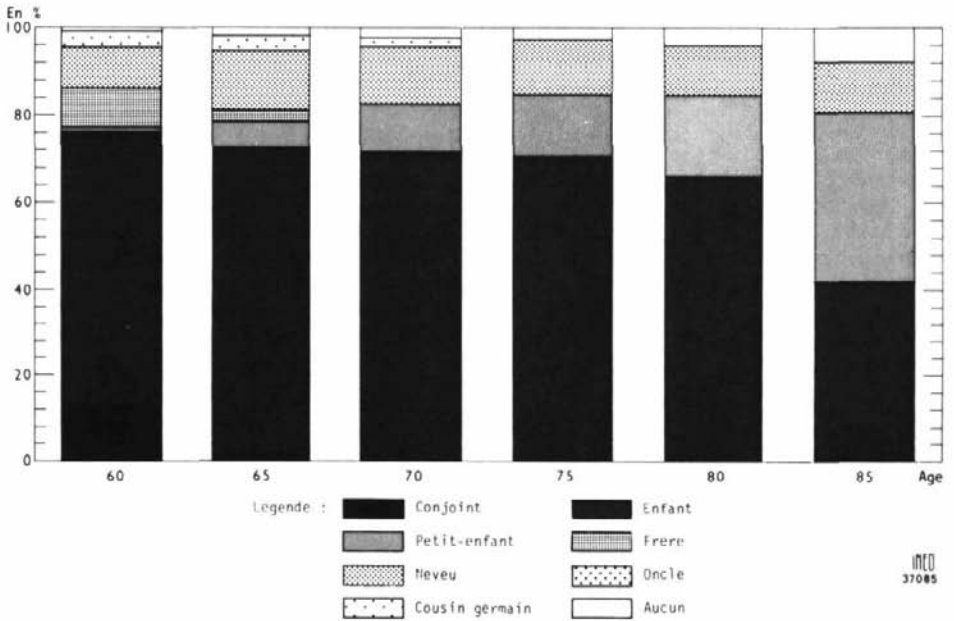 En %
100
80
60
40
20
0
60 65 70 75 80 85 Age
Legende : Conjoint Enfant
Petit-enfant Frere
Neveu Oncle
Cousin germain Aucun
INED
37085